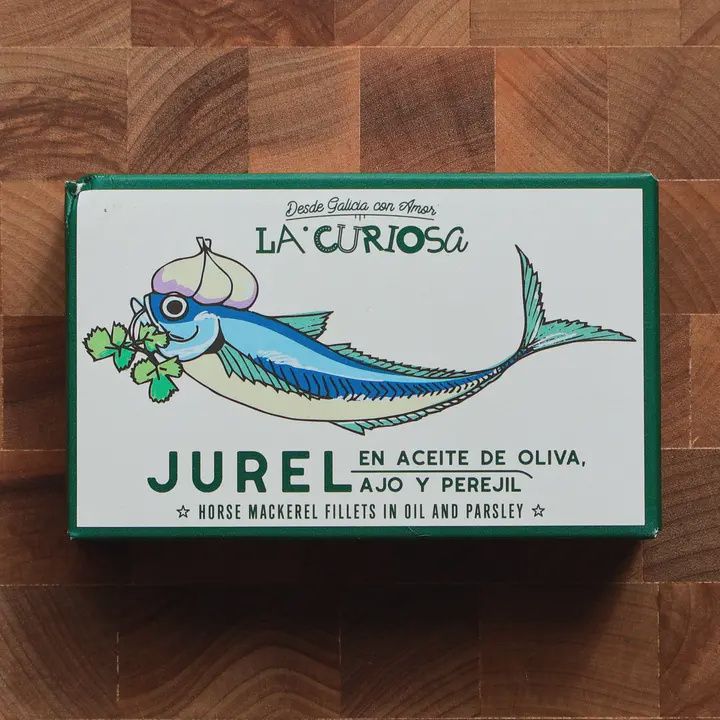 Desde Galicia con Amor
LA CURIOSA
JUREL EN ACEITE DE OLIVA,
AJO Y PEREJIL
☆ HORSE MACKEREL FILLETS IN OIL AND PARSLEY ☆